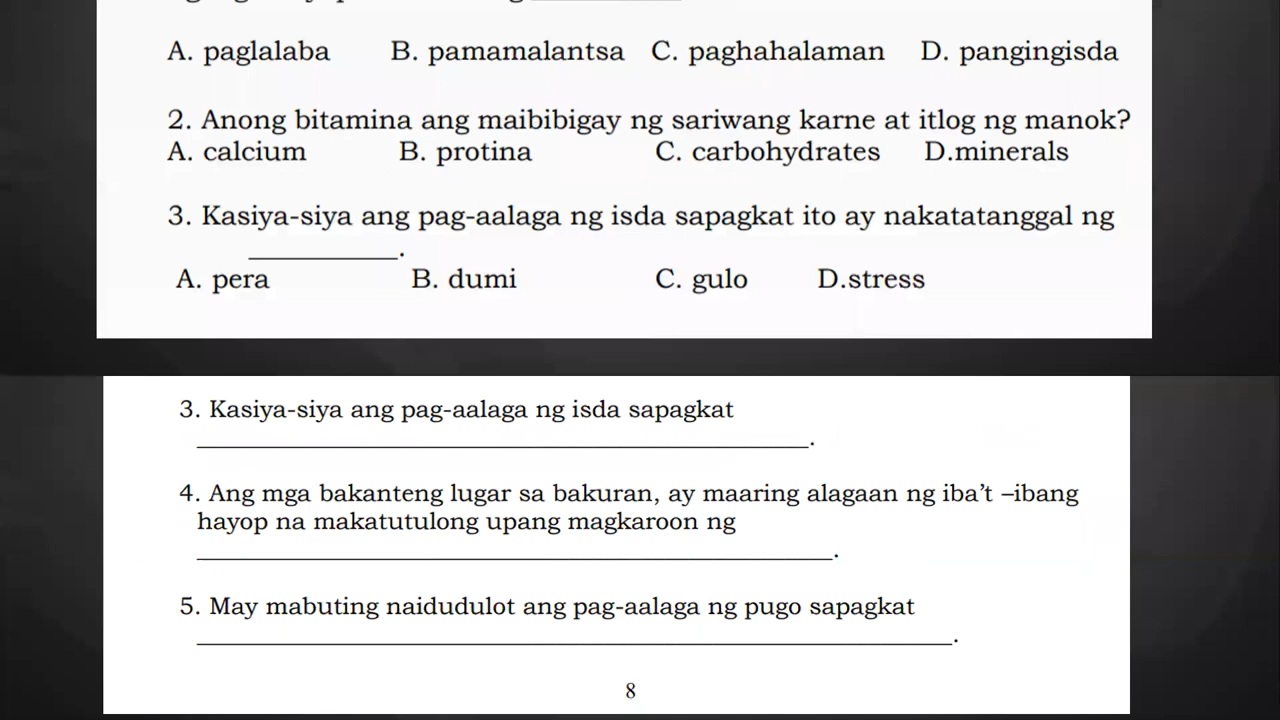 A. paglalaba B. pamamalantsa C. paghahalaman D. pangingisda
2. Anong bitamina ang maibibigay ng sariwang karne at itlog ng manok?
A. calcium B. protina C. carbohydrates D.minerals
3. Kasiya-siya ang pag-aalaga ng isda sapagkat ito ay nakatatanggal ng
___________.
A. pera B. dumi C. gulo D.stress
3. Kasiya-siya ang pag-aalaga ng isda sapagkat
_____________________________________________.
4. Ang mga bakanteng lugar sa bakuran, ay maaring alagaan ng iba’t –ibang
hayop na makatutulong upang magkaroon ng
_______________________________________________.
5. May mabuting naidudulot ang pag-aalaga ng pugo sapagkat
________________________________________________________.
8